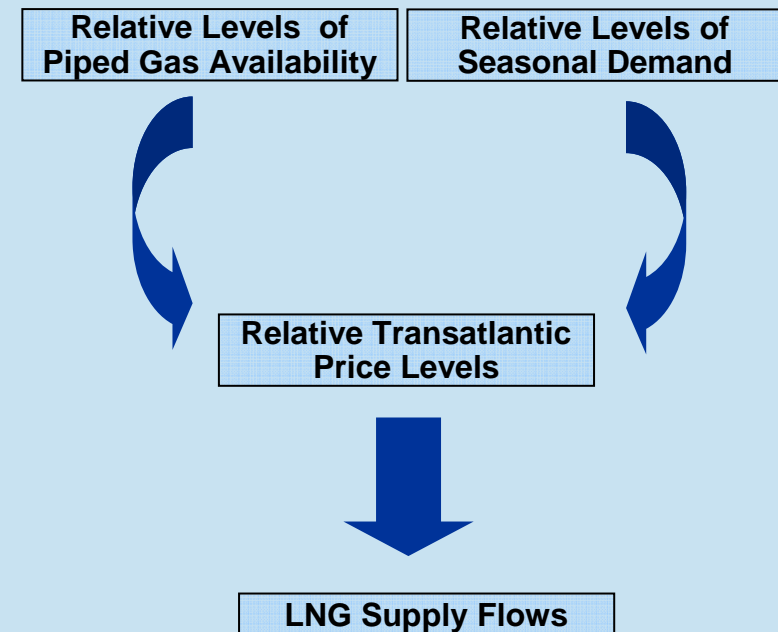 Relative Levels of
Piped Gas Availability
Relative Levels of
Seasonal Demand
Relative Transatlantic
Price Levels
LNG Supply Flows